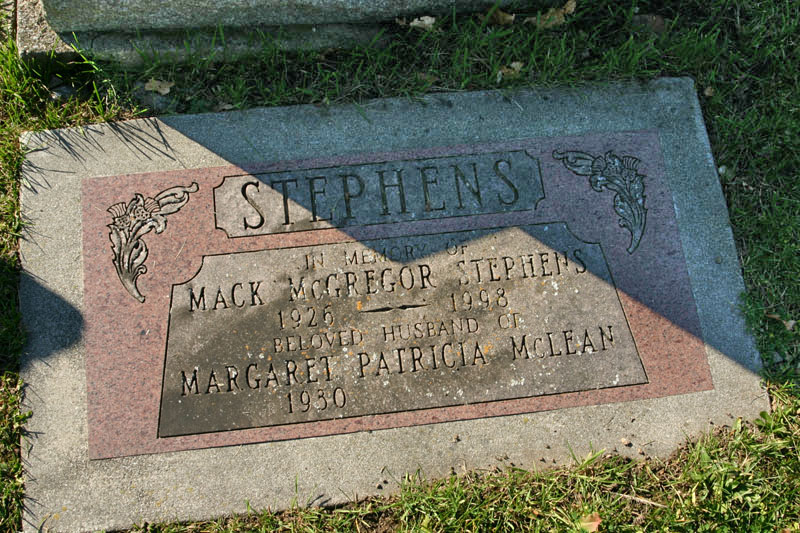 STEPHENS
IN MEMORY OF
MACK McGREGOR STEPHENS
1926 1998
BELOVED HUSBAND OF
MARGARET PATRICIA McLEAN
1930